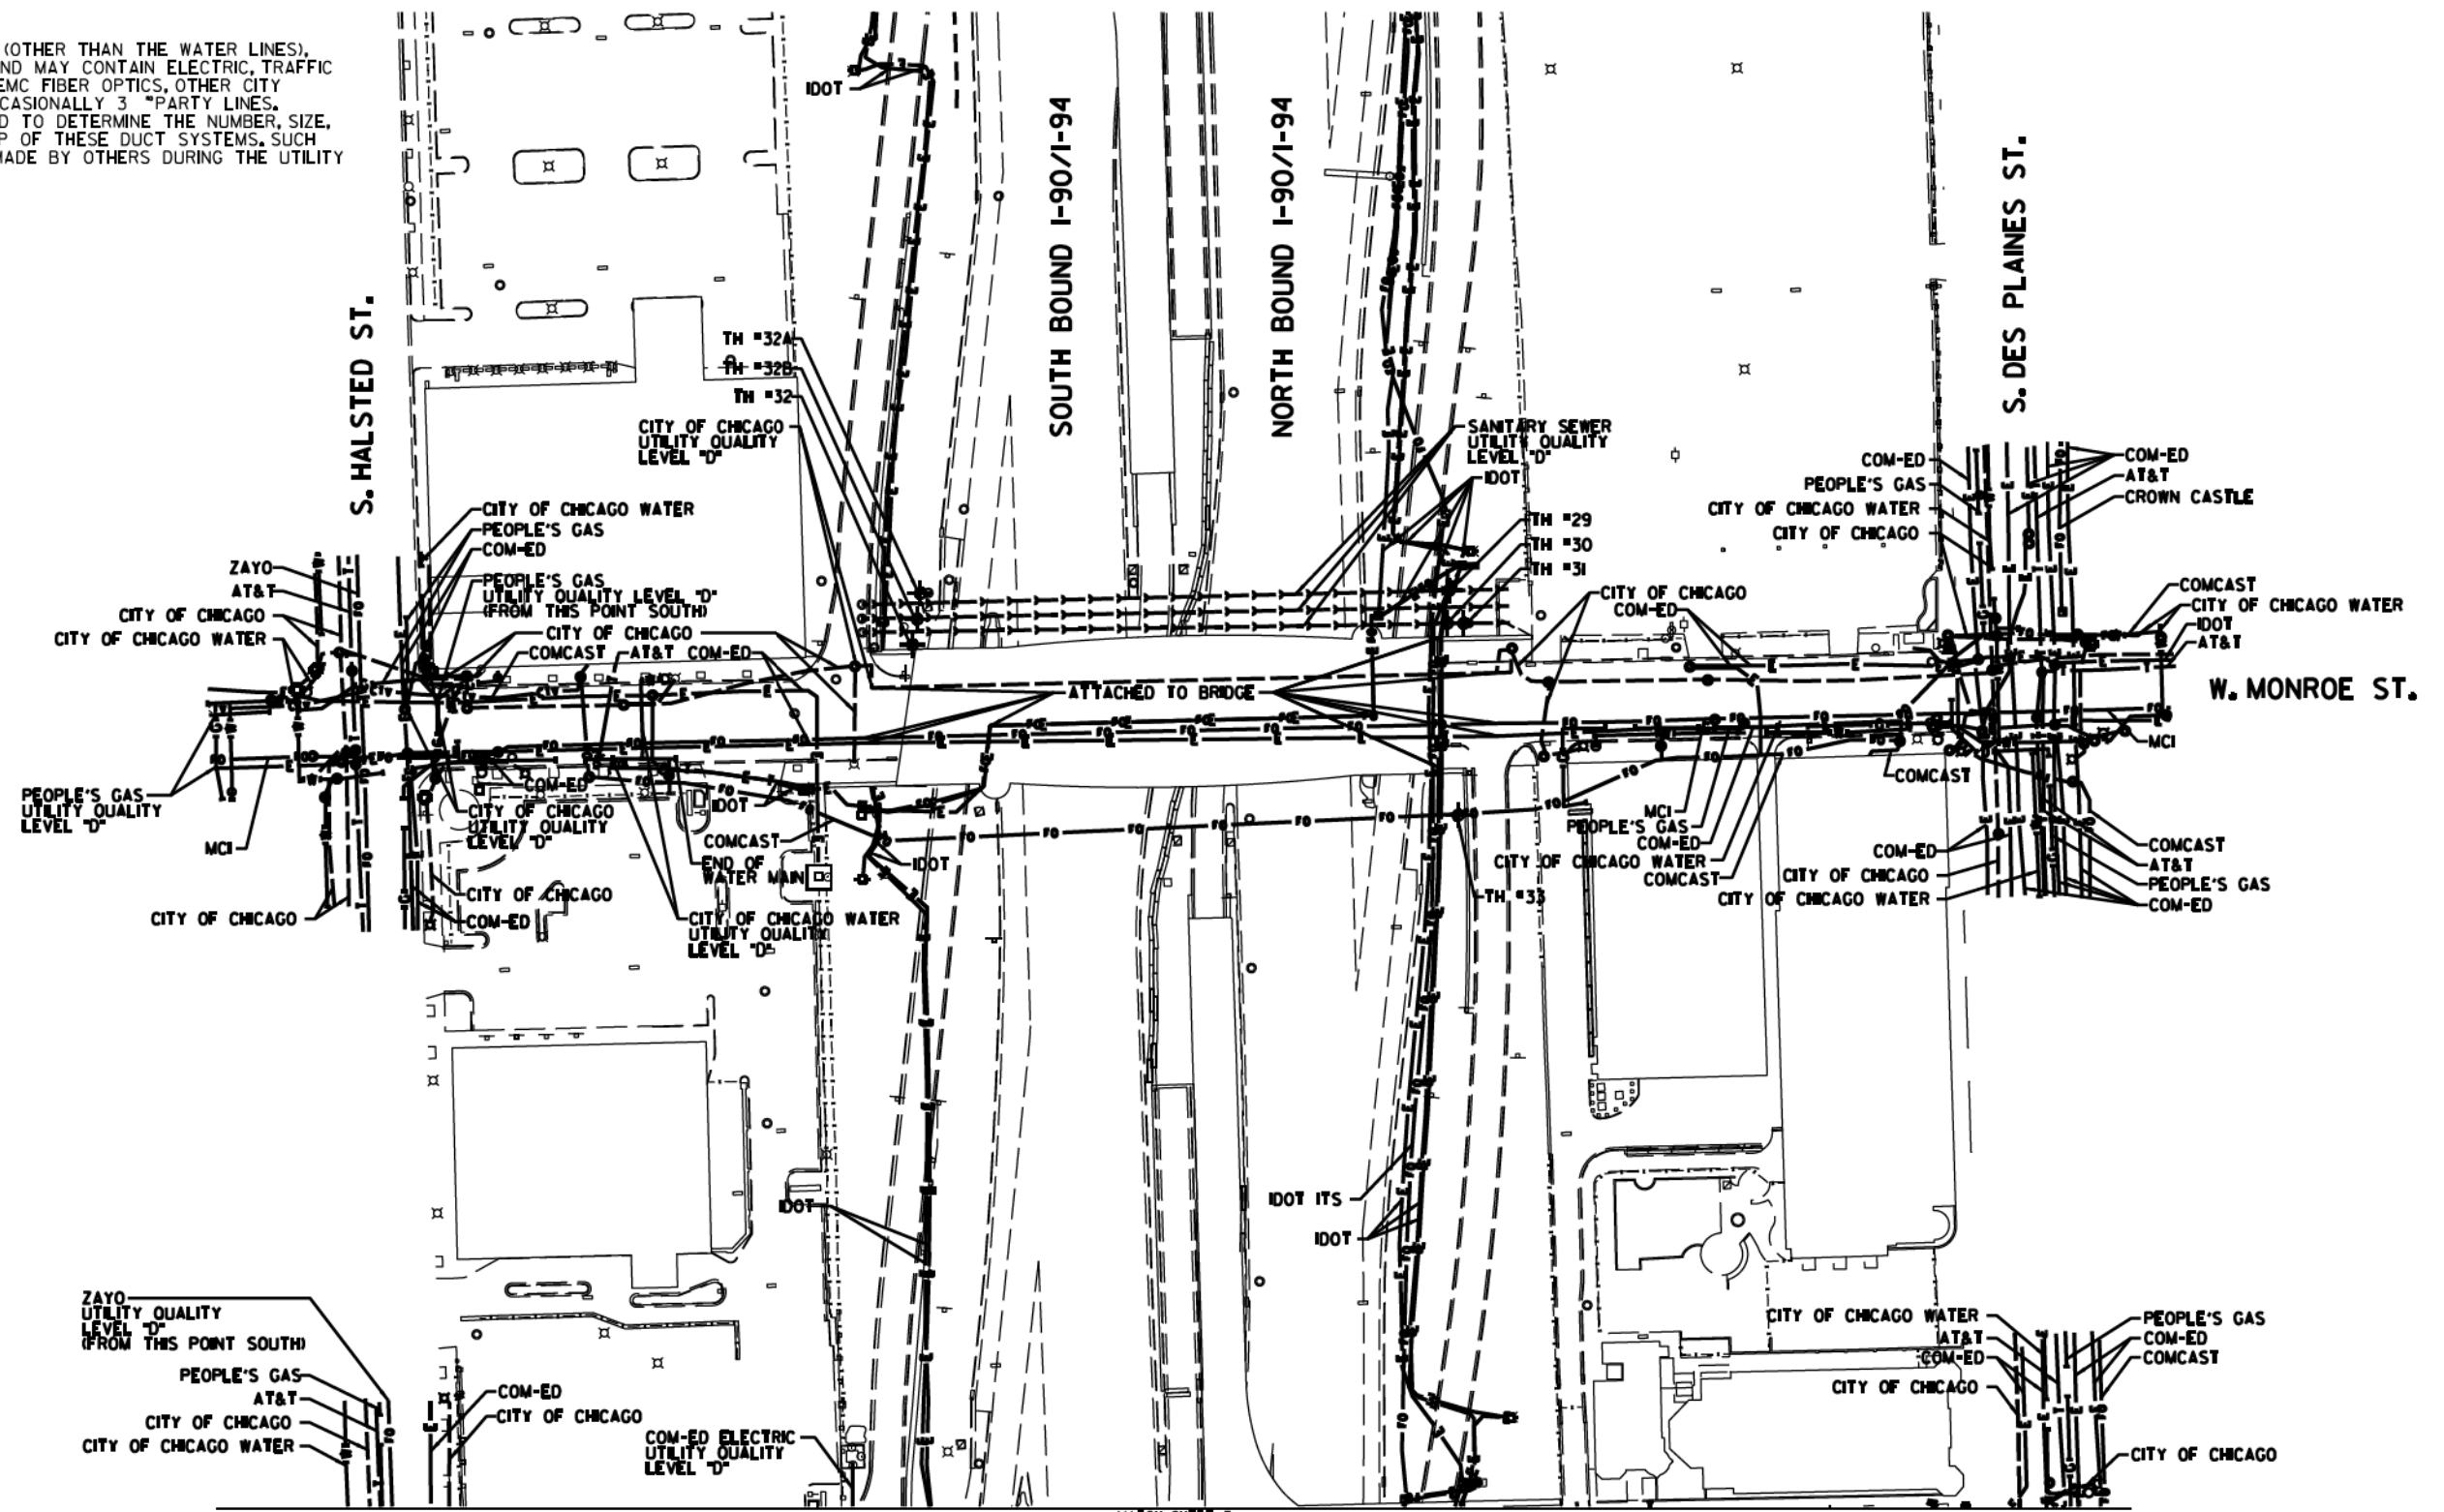 (OTHER THAN THE WATER LINES),
ND MAY CONTAIN ELECTRIC, TRAFFIC
EMC FIBER OPTICS, OTHER CITY
CASIONALLY 3 "PARTY LINES.
D TO DETERMINE THE NUMBER, SIZE,
P OF THESE DUCT SYSTEMS. SUCH
MADE BY OTHERS DURING THE UTILITY
IDOT
SOUTH BOUND I-90/I-94
NORTH BOUND I-90/I-94
S. HALSTED ST.
S. DES PLAINES ST.
W. MONROE ST.
TH "32A
TH "32B
TH "32
CITY OF CHICAGO
UTILITY QUALITY
LEVEL "D"
SANITARY SEWER
UTILITY QUALITY
LEVEL "D"
IDOT
TH "29
TH "30
TH "31
COM-ED
PEOPLE'S GAS
CITY OF CHICAGO WATER
CITY OF CHICAGO
COM-ED
AT&T
CROWN CASTLE
CITY OF CHICAGO WATER
PEOPLE'S GAS
COM-ED
PEOPLE'S GAS
UTILITY QUALITY LEVEL "D"
(FROM THIS POINT SOUTH)
ZAYO
AT&T
CITY OF CHICAGO
CITY OF CHICAGO WATER
CITY OF CHICAGO
COMCAST
AT&T
COM-ED
CITY OF CHICAGO
COM-ED
COMCAST
CITY OF CHICAGO WATER
IDOT
AT&T
ATTACHED TO BRIDGE
MCI
COMCAST
PEOPLE'S GAS
UTILITY QUALITY
LEVEL "D"
MCI
COM-ED
CITY OF CHICAGO
UTILITY QUALITY
LEVEL "D"
IDOT
COMCAST
END OF
WATER MAIN
IDOT
MCI
PEOPLE'S GAS
COM-ED
CITY OF CHICAGO WATER
COMCAST
TH "33
COM-ED
CITY OF CHICAGO
CITY OF CHICAGO WATER
COMCAST
AT&T
PEOPLE'S GAS
COM-ED
CITY OF CHICAGO
CITY OF CHICAGO
COM-ED
CITY OF CHICAGO WATER
UTILITY QUALITY
LEVEL "D"
IDOT
IDOT ITS
IDOT
ZAYO
UTILITY QUALITY
LEVEL "D"
(FROM THIS POINT SOUTH)
PEOPLE'S GAS
AT&T
CITY OF CHICAGO
CITY OF CHICAGO WATER
COM-ED
CITY OF CHICAGO
COM-ED ELECTRIC
UTILITY QUALITY
LEVEL "D"
CITY OF CHICAGO WATER
AT&T
COM-ED
CITY OF CHICAGO
PEOPLE'S GAS
COM-ED
COMCAST
CITY OF CHICAGO